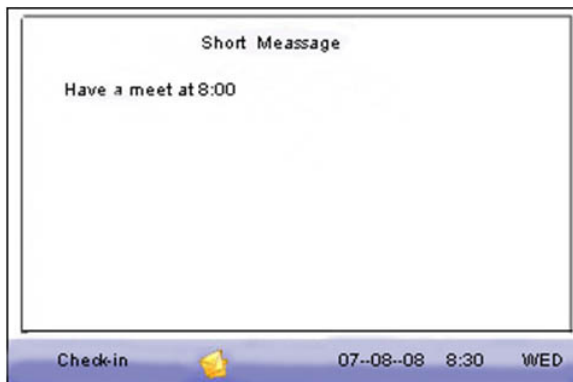 Short Meassage
Have a meet at 8:00
Check-in 07--08--08 8:30 WED